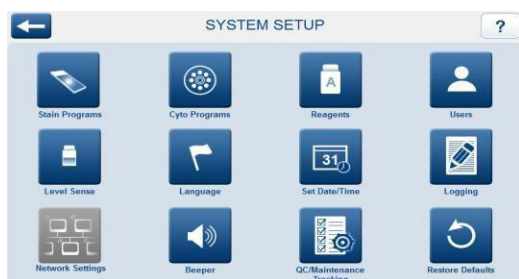 SYSTEM SETUP
?
Stain Programs
Cyto Programs
A
Reagents
Users
Level Sense
Language
31
Set Date/Time
Logging
Network Settings
Beeper
QC/Maintenance
Tracking
Restore Defaults